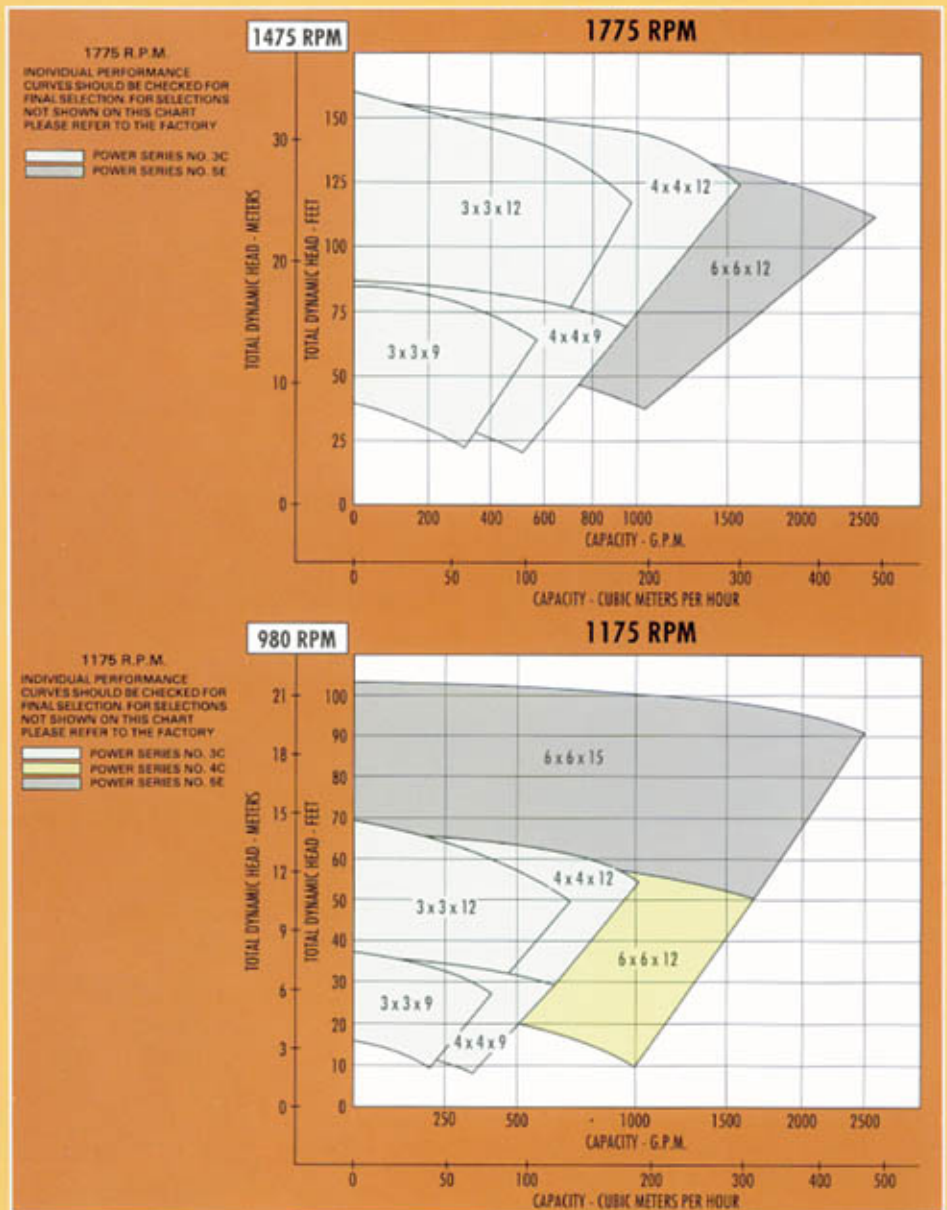 1475 RPM
1775 RPM
1775 R.P.M.
INDIVIDUAL PERFORMANCE
CURVES SHOULD BE CHECKED FOR
FINAL SELECTION. FOR SELECTIONS
NOT SHOWN ON THIS CHART
PLEASE REFER TO THE FACTORY
POWER SERIES NO. 3C
POWER SERIES NO. 5E
TOTAL DYNAMIC HEAD - METERS
30
20
10
0
TOTAL DYNAMIC HEAD - FEET
150
125
100
75
50
25
0
3 x 3 x 12
4 x 4 x 12
6 x 6 x 12
3 x 3 x 9
4 x 4 x 9
0 200 400 600 800 1000 1500 2000 2500
CAPACITY - G.P.M.
0 50 100 200 300 400 500
CAPACITY - CUBIC METERS PER HOUR
980 RPM
1175 RPM
1175 R.P.M.
INDIVIDUAL PERFORMANCE
CURVES SHOULD BE CHECKED FOR
FINAL SELECTION. FOR SELECTIONS
NOT SHOWN ON THIS CHART
PLEASE REFER TO THE FACTORY
POWER SERIES NO. 3C
POWER SERIES NO. 4C
POWER SERIES NO. 5E
TOTAL DYNAMIC HEAD - METERS
21
18
15
12
9
6
3
0
TOTAL DYNAMIC HEAD - FEET
100
90
80
70
60
50
40
30
20
10
0
6 x 6 x 15
4 x 4 x 12
3 x 3 x 12
6 x 6 x 12
3 x 3 x 9
4 x 4 x 9
0 250 500 1000 1500 2000 2500
CAPACITY - G.P.M.
0 50 100 200 300 400 500
CAPACITY - CUBIC METERS PER HOUR